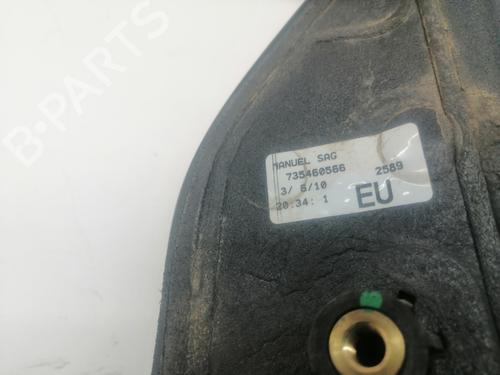 B-PARTS
MANUEL SAG
735460566 2589
3/ 6/10 EU
20:34: 1